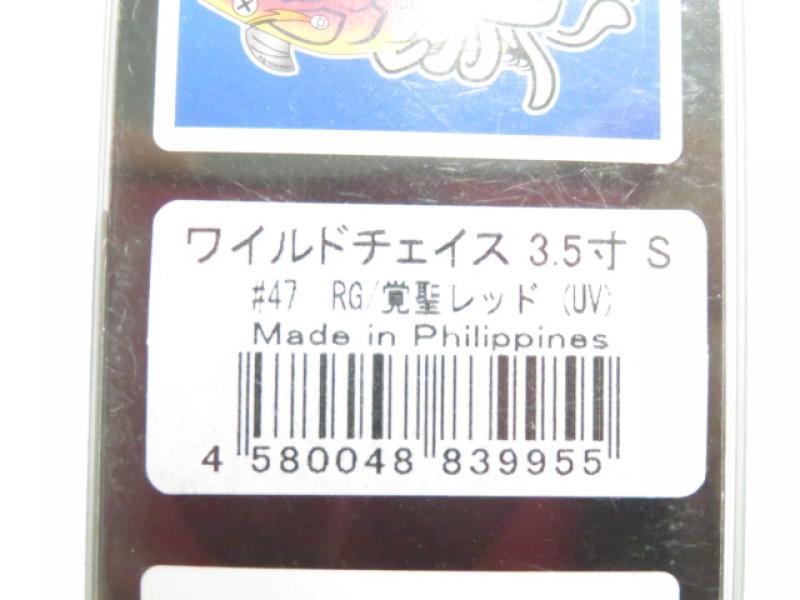 ワイルドチェイス 3.5寸 S
#47 RG/覚聖レッド (UV)
Made in Philippines
4 580048 839955